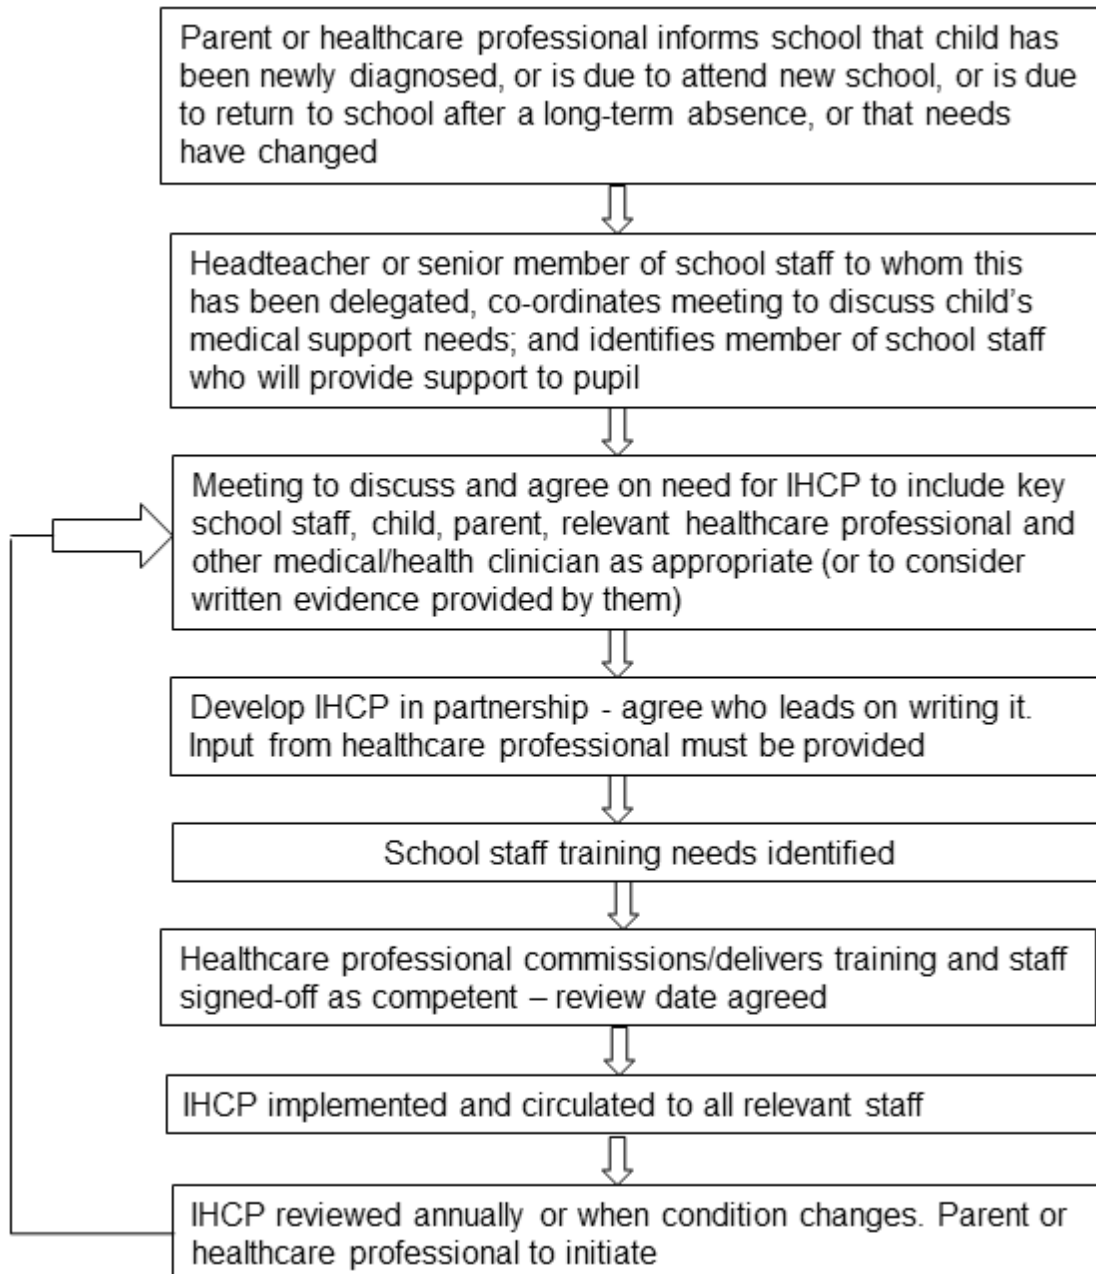 Parent or healthcare professional informs school that child has
been newly diagnosed, or is due to attend new school, or is due
to return to school after a long-term absence, or that needs
have changed
Headteacher or senior member of school staff to whom this
has been delegated, co-ordinates meeting to discuss child's
medical support needs; and identifies member of school staff
who will provide support to pupil
Meeting to discuss and agree on need for IHCP to include key
school staff, child, parent, relevant healthcare professional and
other medical/health clinician as appropriate (or to consider
written evidence provided by them)
Develop IHCP in partnership - agree who leads on writing it.
Input from healthcare professional must be provided
School staff training needs identified
Healthcare professional commissions/delivers training and staff
signed-off as competent – review date agreed
IHCP implemented and circulated to all relevant staff
IHCP reviewed annually or when condition changes. Parent or
healthcare professional to initiate